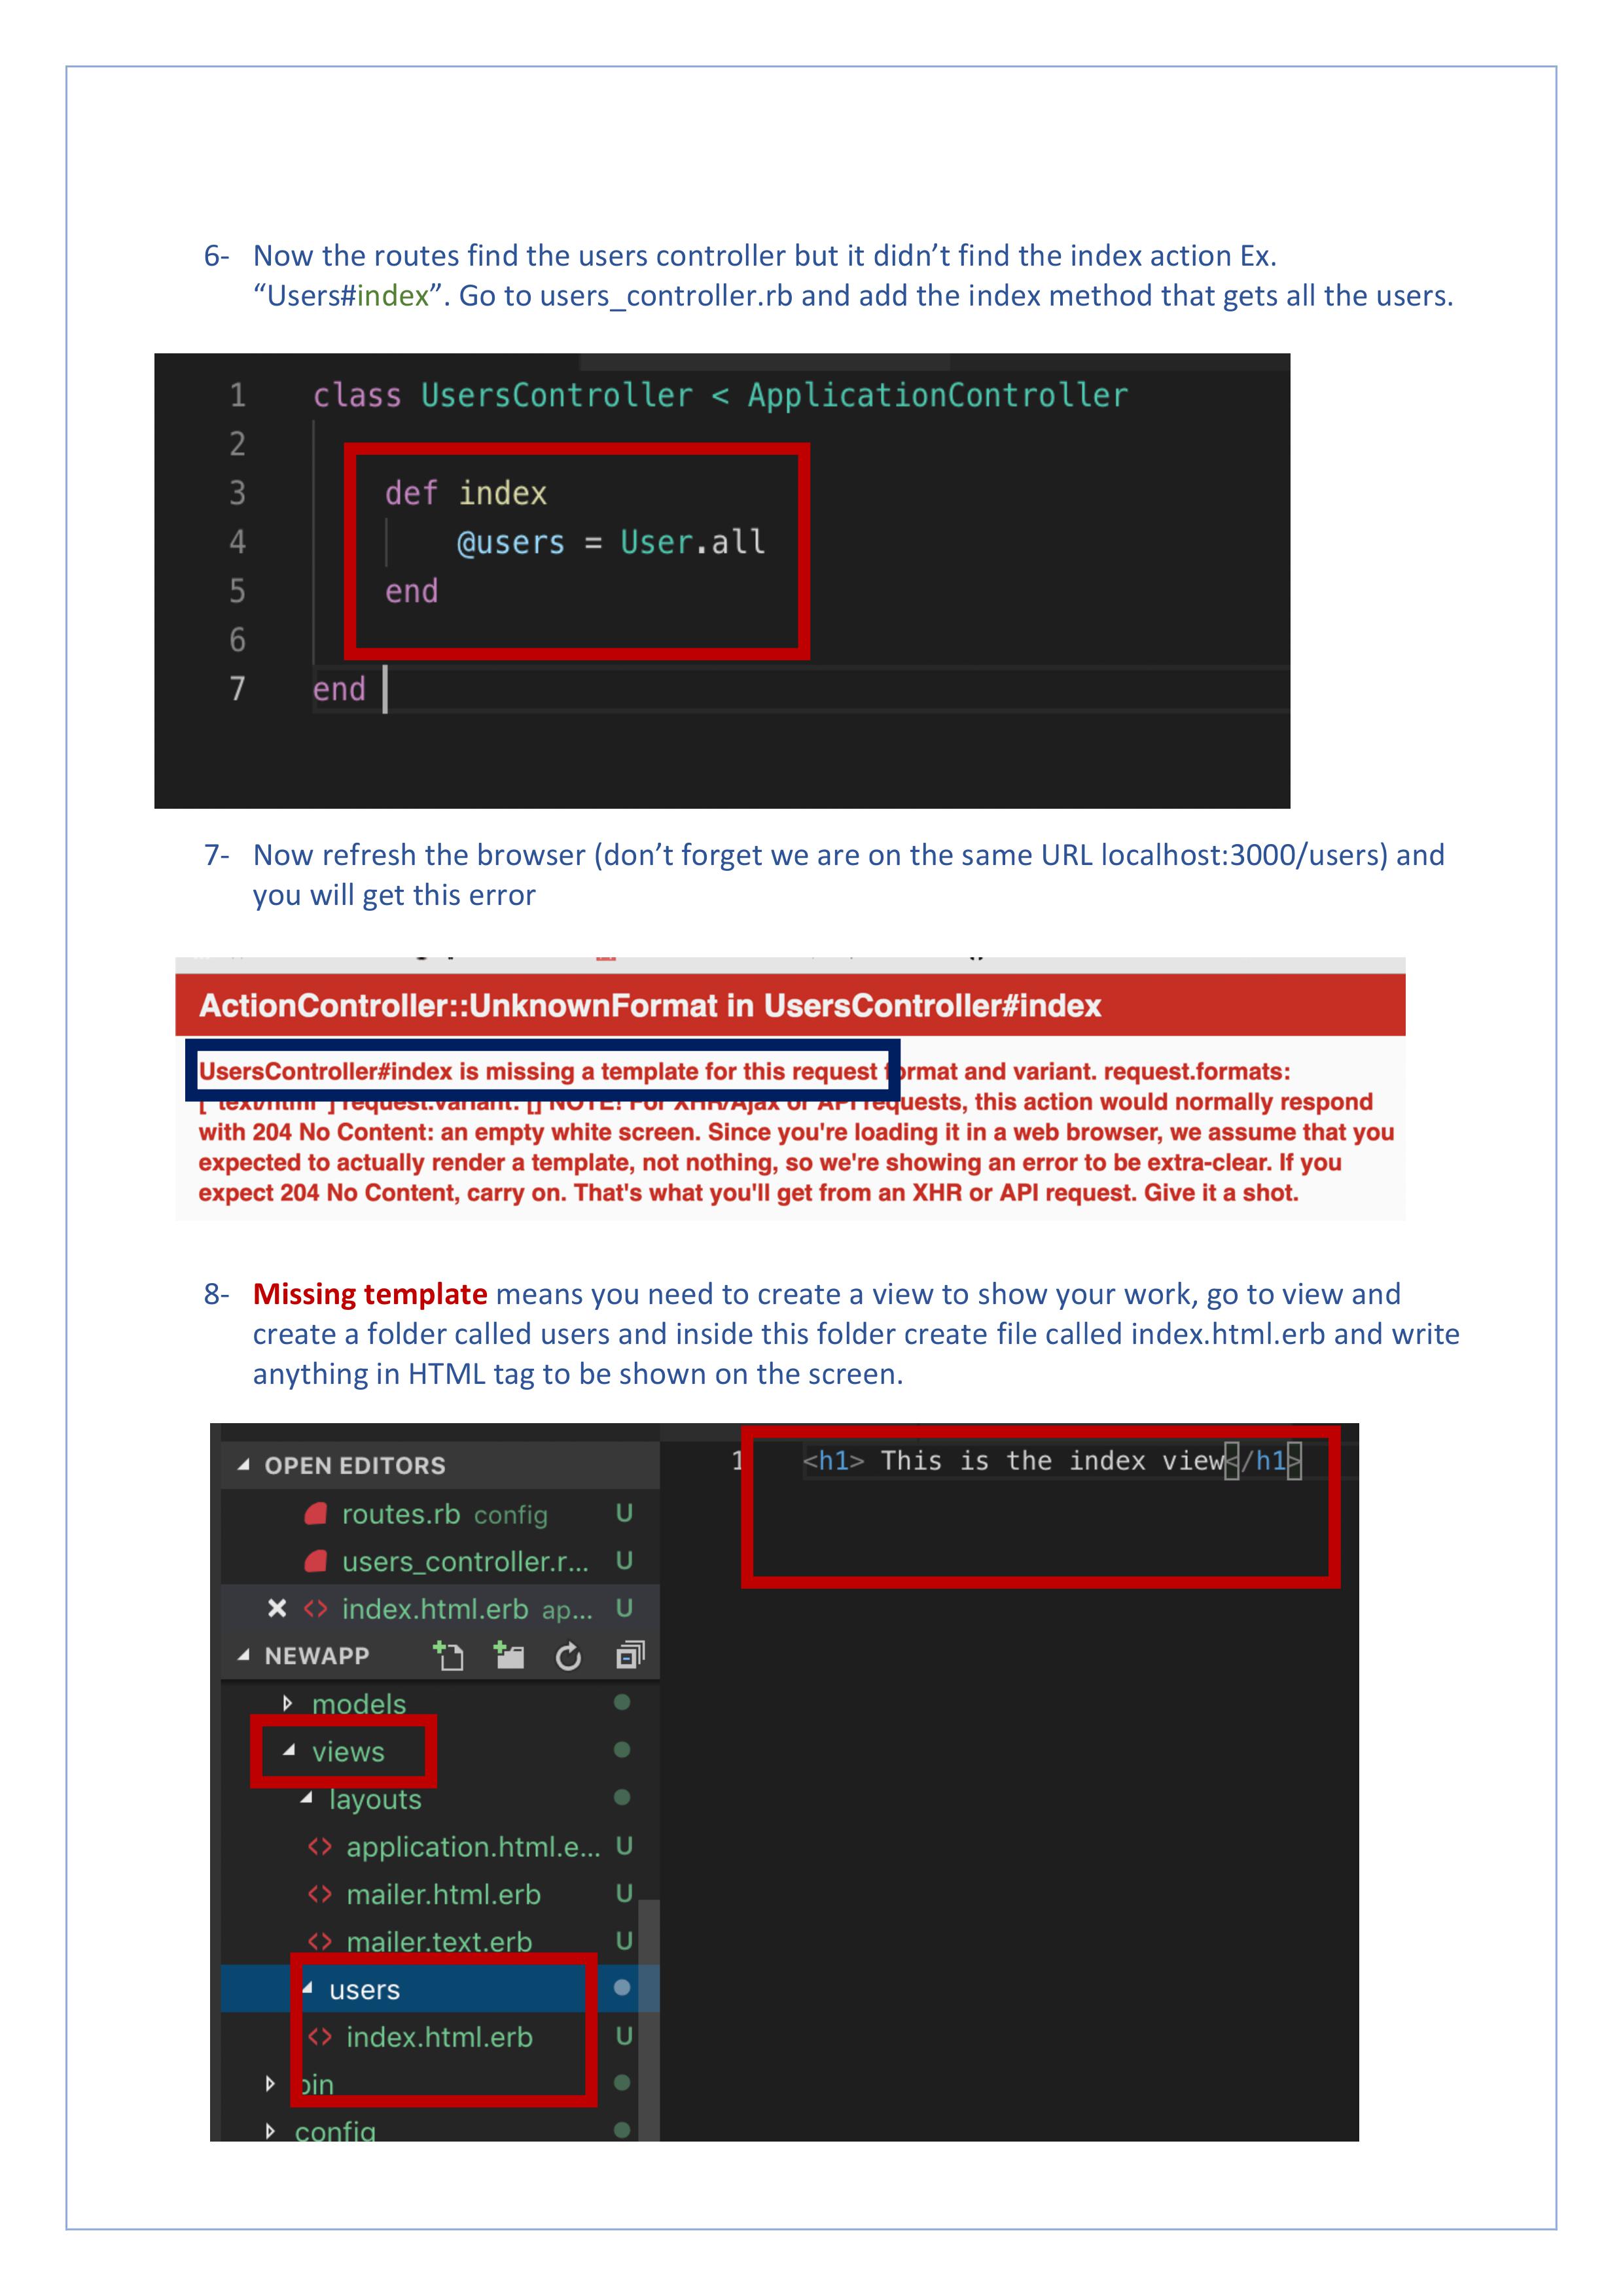 6- Now the routes find the users controller but it didn’t find the index action Ex.
“Users#index”. Go to users_controller.rb and add the index method that gets all the users.
1 class UsersController < ApplicationController
2
3 def index
4 @users = User.all
5 end
6
7 end
7- Now refresh the browser (don’t forget we are on the same URL localhost:3000/users) and
you will get this error
ActionController::UnknownFormat in UsersController#index
UsersController#index is missing a template for this request format and variant. request.formats:
["text/html"] request.variant: [] NOTE! For XHR/Ajax or API requests, this action would normally respond
with 204 No Content: an empty white screen. Since you're loading it in a web browser, we assume that you
expected to actually render a template, not nothing, so we're showing an error to be extra-clear. If you
expect 204 No Content, carry on. That's what you'll get from an XHR or API request. Give it a shot.
8- Missing template means you need to create a view to show your work, go to view and
create a folder called users and inside this folder create file called index.html.erb and write
anything in HTML tag to be shown on the screen.
OPEN EDITORS
routes.rb config U
users_controller.r... U
index.html.erb ap... U
NEWAPP
models
views
layouts
application.html.e... U
mailer.html.erb U
mailer.text.erb U
users
index.html.erb U
bin
config
1 <h1> This is the index view</h1>